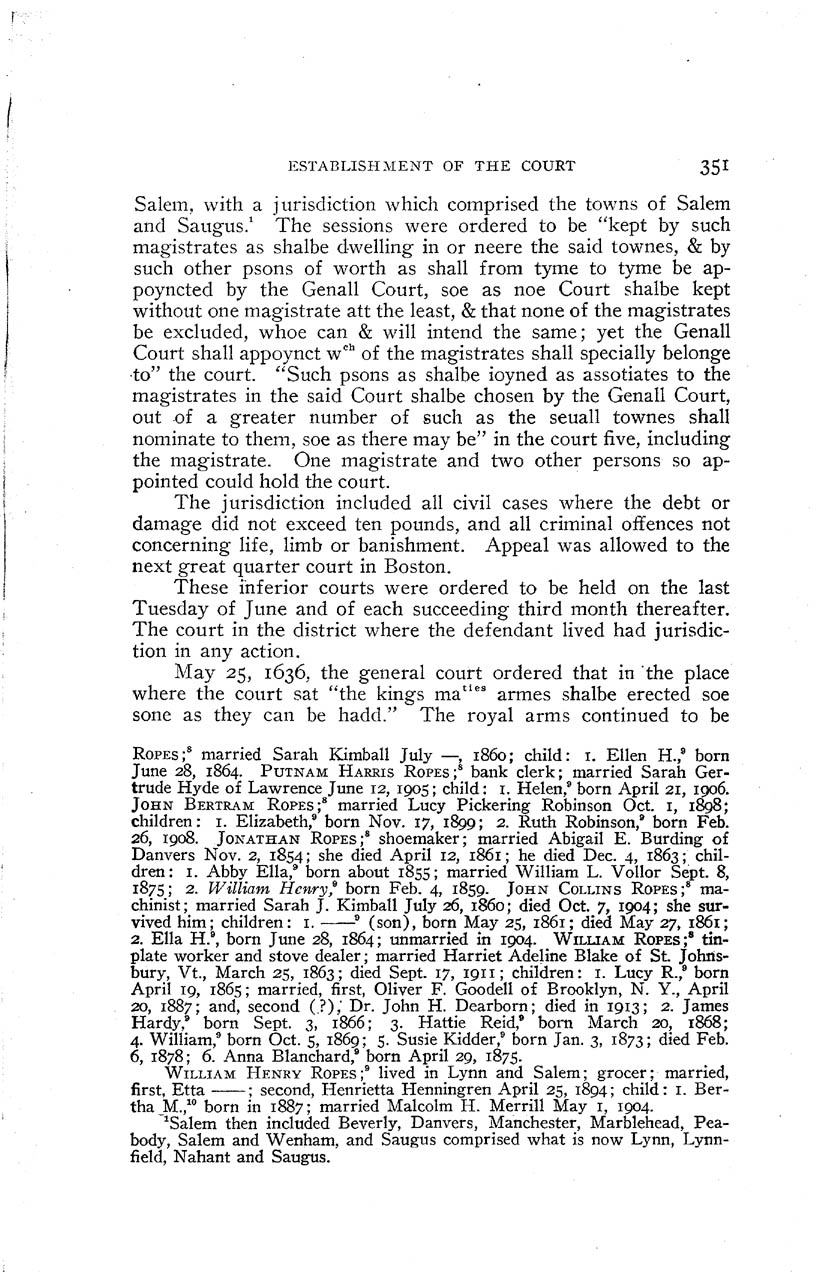 ESTABLISHMENT OF THE COURT 351
Salem, with a jurisdiction which comprised the towns of Salem
and Saugus.¹ The sessions were ordered to be "kept by such
magistrates as shalbe dwelling in or neere the said townes, & by
such other psons of worth as shall from tyme to tyme be ap-
poyncted by the Genall Court, soe as noe Court shalbe kept
without one magistrate att the least, & that none of the magistrates
be excluded, whoe can & will intend the same; yet the Genall
Court shall appoynct wᶜʰ of the magistrates shall specially belonge
to" the court. "Such psons as shalbe ioyned as assotiates to the
magistrates in the said Court shalbe chosen by the Genall Court,
out of a greater number of such as the seuall townes shall
nominate to them, soe as there may be" in the court five, including
the magistrate. One magistrate and two other persons so ap-
pointed could hold the court.
The jurisdiction included all civil cases where the debt or
damage did not exceed ten pounds, and all criminal offences not
concerning life, limb or banishment. Appeal was allowed to the
next great quarter court in Boston.
These inferior courts were ordered to be held on the last
Tuesday of June and of each succeeding third month thereafter.
The court in the district where the defendant lived had jurisdic-
tion in any action.
May 25, 1636, the general court ordered that in the place
where the court sat "the kings maᵗⁱᵉˢ armes shalbe erected soe
sone as they can be hadd." The royal arms continued to be
ROPES;⁸ married Sarah Kimball July —, 1860; child: 1. Ellen H.,⁹ born
June 28, 1864. PUTNAM HARRIS ROPES;⁸ bank clerk; married Sarah Ger-
trude Hyde of Lawrence June 12, 1905; child: 1. Helen,⁹ born April 21, 1906.
JOHN BERTRAM ROPES;⁸ married Lucy Pickering Robinson Oct. 1, 1898;
children: 1. Elizabeth,⁹ born Nov. 17, 1899; 2. Ruth Robinson,⁹ born Feb.
26, 1908. JONATHAN ROPES;⁸ shoemaker; married Abigail E. Burding of
Danvers Nov. 2, 1854; she died April 12, 1861; he died Dec. 4, 1863; chil-
dren: 1. Abby Ella,⁹ born about 1855; married William L. Vollor Sept. 8,
1875; 2. William Henry,⁹ born Feb. 4, 1859. JOHN COLLINS ROPES;⁸ ma-
chinist; married Sarah J. Kimball July 26, 1860; died Oct. 7, 1904; she sur-
vived him; children: 1. ——⁹ (son), born May 25, 1861; died May 27, 1861;
2. Ella H.⁹, born June 28, 1864; unmarried in 1904. WILLIAM ROPES;⁸ tin-
plate worker and stove dealer; married Harriet Adeline Blake of St. Johns-
bury, Vt., March 25, 1863; died Sept. 17, 1911; children: 1. Lucy R.,⁹ born
April 19, 1865; married, first, Oliver F. Goodell of Brooklyn, N. Y., April
20, 1887; and, second (?), Dr. John H. Dearborn; died in 1913; 2. James
Hardy,⁹ born Sept. 3, 1866; 3. Hattie Reid,⁹ born March 20, 1868;
4. William,⁹ born Oct. 5, 1869; 5. Susie Kidder,⁹ born Jan. 3, 1873; died Feb.
6, 1878; 6. Anna Blanchard,⁹ born April 29, 1875.
WILLIAM HENRY ROPES;⁹ lived in Lynn and Salem; grocer; married,
first, Etta ——; second, Henrietta Henningren April 25, 1894; child: 1. Ber-
tha M.,¹⁰ born in 1887; married Malcolm H. Merrill May 1, 1904.
¹Salem then included Beverly, Danvers, Manchester, Marblehead, Pea-
body, Salem and Wenham, and Saugus comprised what is now Lynn, Lynn-
field, Nahant and Saugus.